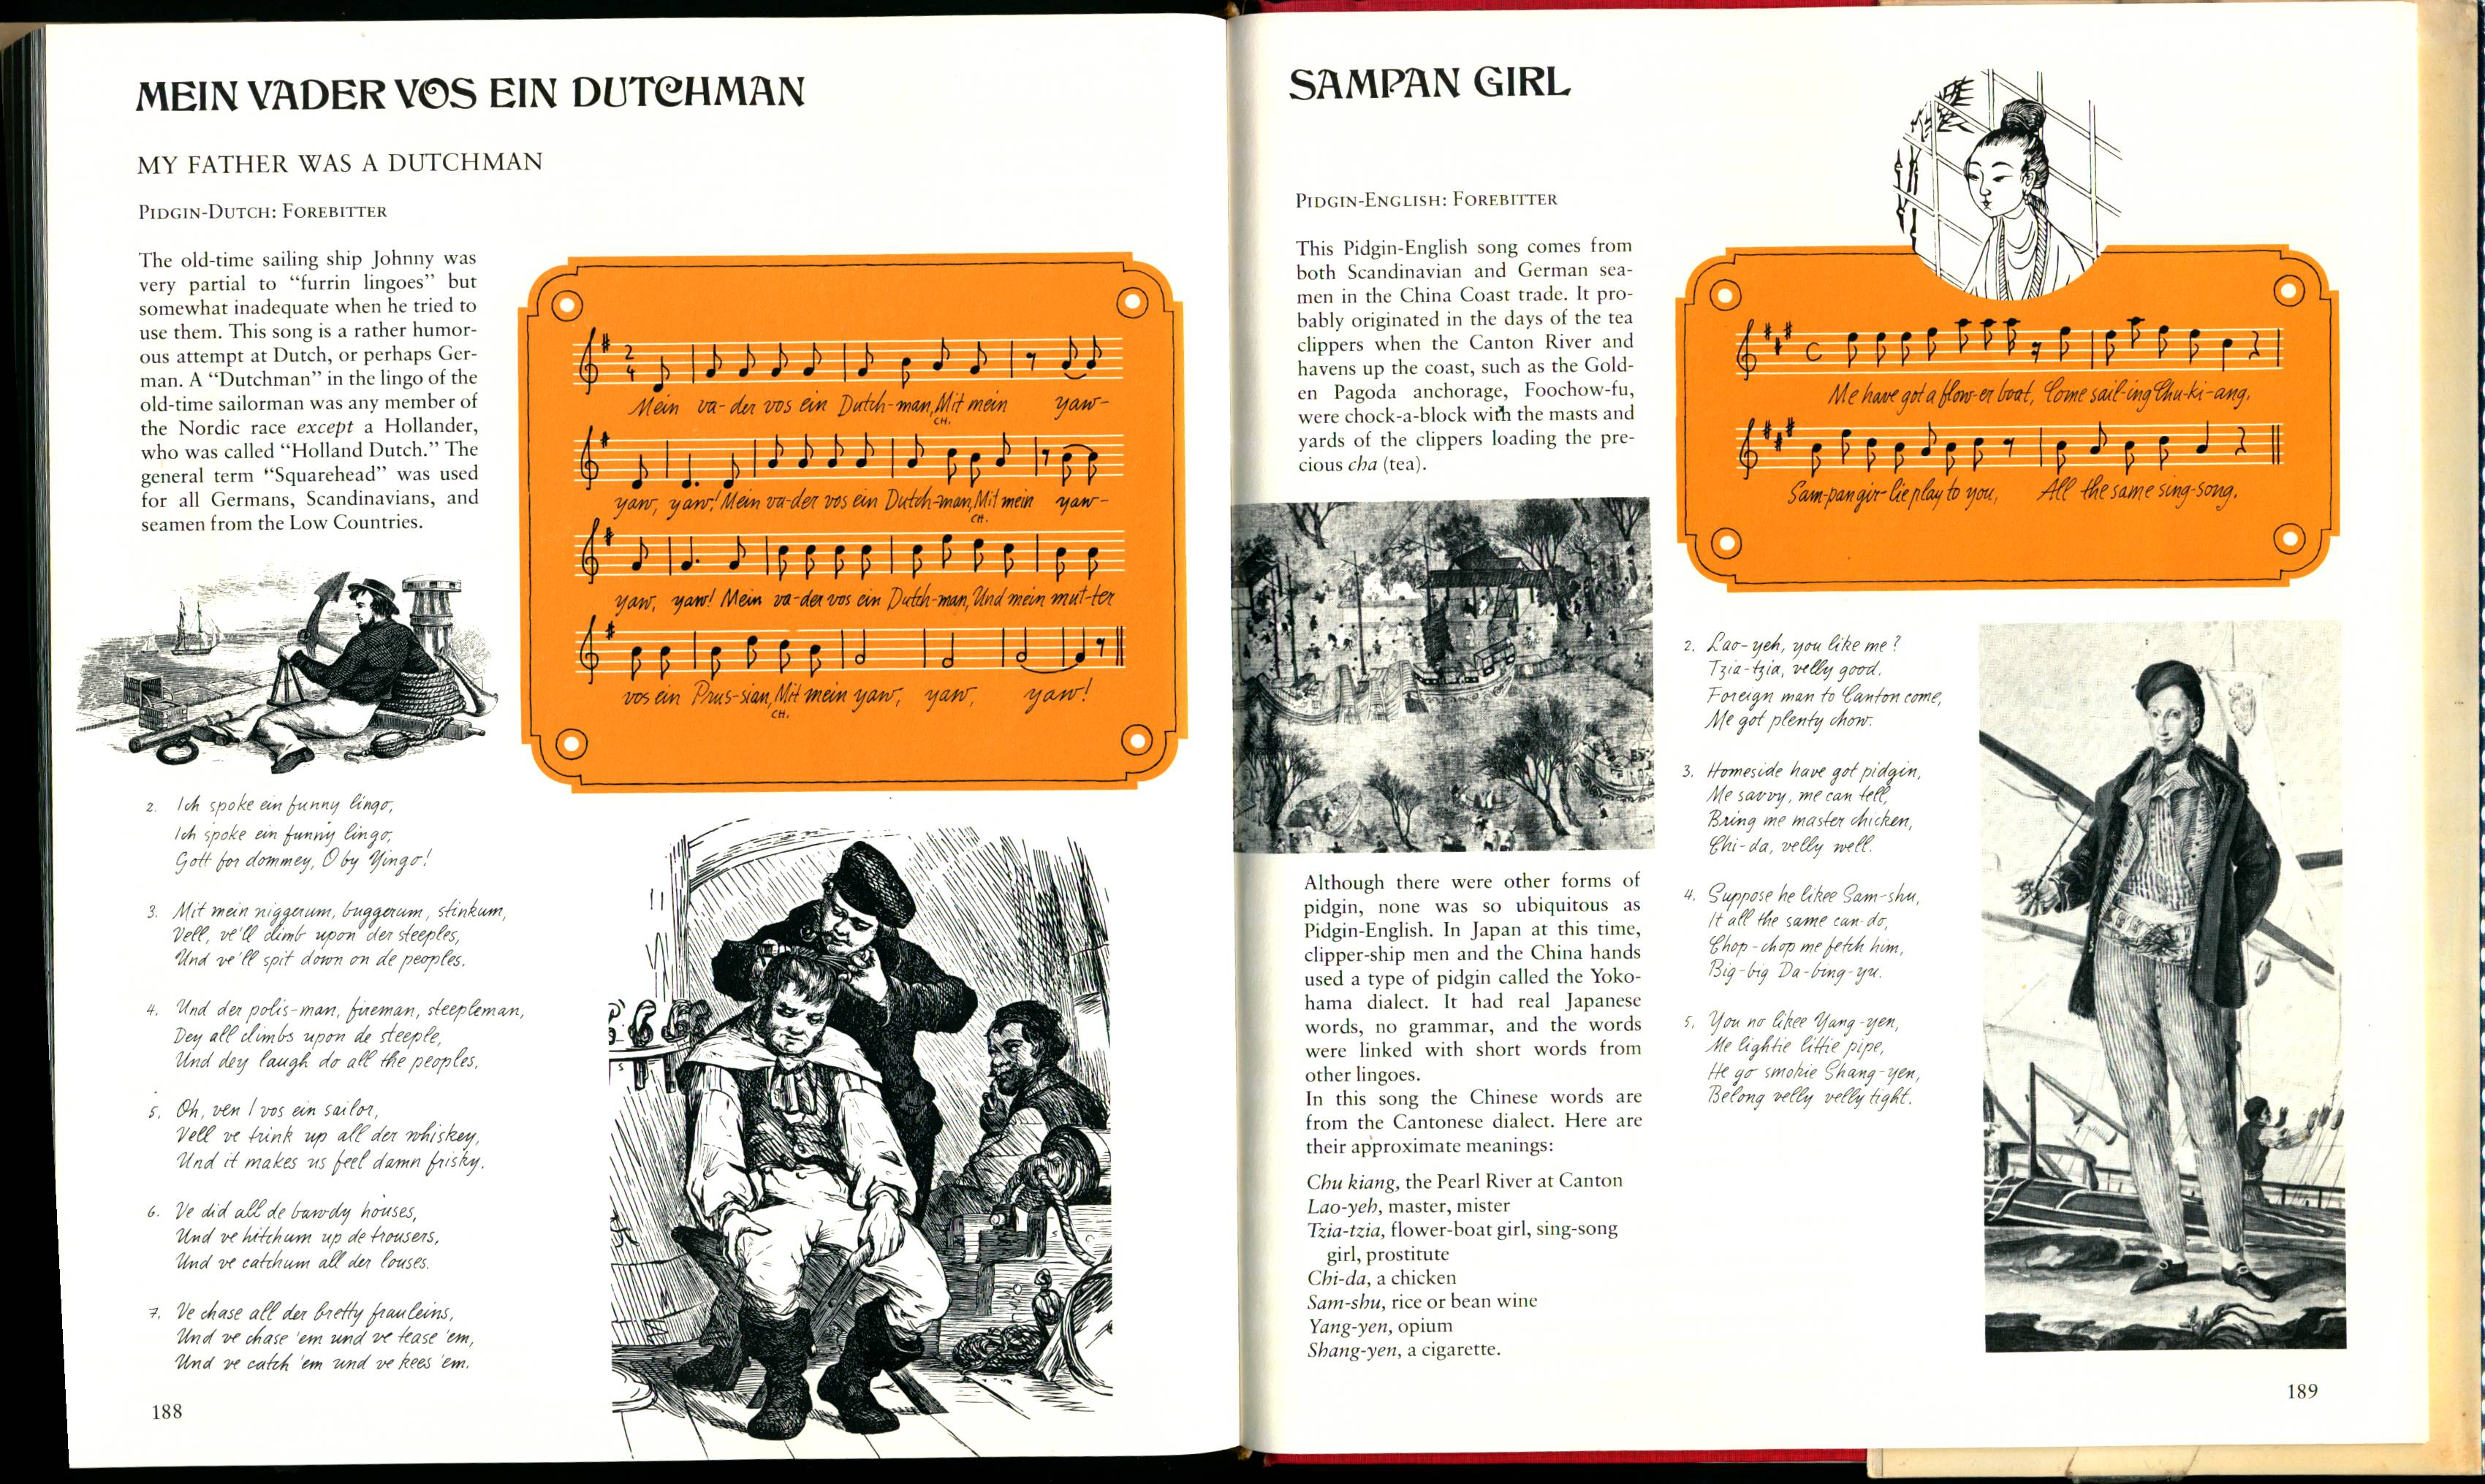 MEIN VADER VOS EIN DUTCHMAN
MY FATHER WAS A DUTCHMAN
PIDGIN-DUTCH: FOREBITTER
The old-time sailing ship Johnny was
very partial to “furrin lingoes” but
somewhat inadequate when he tried to
use them. This song is a rather humor-
ous attempt at Dutch, or perhaps Ger-
man. A “Dutchman” in the lingo of the
old-time sailorman was any member of
the Nordic race except a Hollander,
who was called “Holland Dutch.” The
general term “Squarehead” was used
for all Germans, Scandinavians, and
seamen from the Low Countries.
2 4
Mein va-der vos ein Dutch-man, Mit mein yaw-
CH.
yaw, yaw! Mein va-der vos ein Dutch-man, Mit mein yaw-
CH.
yaw, yaw! Mein va-der vos ein Dutch-man, Und mein mut-ter
vos ein Prus-sian, Mit mein yaw, yaw, yaw!
CH.
2. Ich spoke ein funny lingo,
Ich spoke ein funny lingo,
Gott for dommey, O by Yingo!
3. Mit mein niggerum, buggerum, stinkum,
Vell, ve'll climb upon der steeples,
Und ve'll spit down on de peoples.
4. Und der polis-man, fireman, steepleman,
Dey all climbs upon de steeple,
Und dey laugh do all the peoples.
5. Oh, ven I vos ein sailor,
Vell ve trink up all der whiskey,
Und it makes us feel damn frisky.
6. Ve did all de bawdy houses,
Und ve hitchum up de trousers,
Und ve catchum all der louses.
7. Ve chase all der bretty frauleins,
Und ve chase 'em und ve tease 'em,
Und ve catch 'em und ve kees 'em.
188
SAMPAN GIRL
PIDGIN-ENGLISH: FOREBITTER
This Pidgin-English song comes from
both Scandinavian and German sea-
men in the China Coast trade. It pro-
bably originated in the days of the tea
clippers when the Canton River and
havens up the coast, such as the Gold-
en Pagoda anchorage, Foochow-fu,
were chock-a-block with the masts and
yards of the clippers loading the pre-
cious cha (tea).
Although there were other forms of
pidgin, none was so ubiquitous as
Pidgin-English. In Japan at this time,
clipper-ship men and the China hands
used a type of pidgin called the Yoko-
hama dialect. It had real Japanese
words, no grammar, and the words
were linked with short words from
other lingoes.
In this song the Chinese words are
from the Cantonese dialect. Here are
their approximate meanings:
Chu kiang, the Pearl River at Canton
Lao-yeh, master, mister
Tzia-tzia, flower-boat girl, sing-song
girl, prostitute
Chi-da, a chicken
Sam-shu, rice or bean wine
Yang-yen, opium
Shang-yen, a cigarette.
C
Me have got a flow-er boat, Come sail-ing Chu-ki-ang,
Sam-pan gir-lie play to you, All the same sing-song.
2. Lao-yeh, you like me?
Tzia-tzia, velly good.
Foreign man to Canton come,
Me got plenty chow.
3. Homeside have got pidgin,
Me savvy, me can tell,
Bring me master chicken,
Chi-da, velly well.
4. Suppose he likee Sam-shu,
It all the same can-do,
Chop-chop me fetch him,
Big-big Da-bing-yu.
5. You no likee Yang-yen,
Me lightie littie pipe,
He go smokie Shang-yen,
Belong velly velly tight.
189